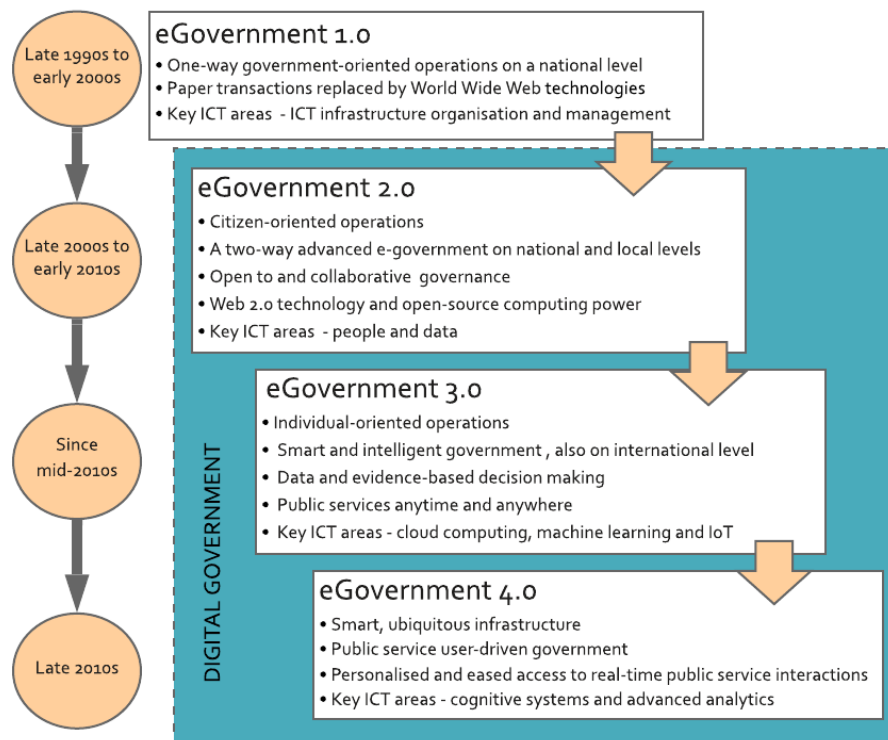 Late 1990s to
early 2000s
eGovernment 1.0
• One-way government-oriented operations on a national level
• Paper transactions replaced by World Wide Web technologies
• Key ICT areas - ICT infrastructure organisation and management
Late 2000s to
early 2010s
eGovernment 2.0
• Citizen-oriented operations
• A two-way advanced e-government on national and local levels
• Open to and collaborative governance
• Web 2.0 technology and open-source computing power
• Key ICT areas - people and data
Since
mid-2010s
eGovernment 3.0
• Individual-oriented operations
• Smart and intelligent government , also on international level
• Data and evidence-based decision making
• Public services anytime and anywhere
• Key ICT areas - cloud computing, machine learning and IoT
Late 2010s
eGovernment 4.0
• Smart, ubiquitous infrastructure
• Public service user-driven government
• Personalised and eased access to real-time public service interactions
• Key ICT areas - cognitive systems and advanced analytics
DIGITAL GOVERNMENT